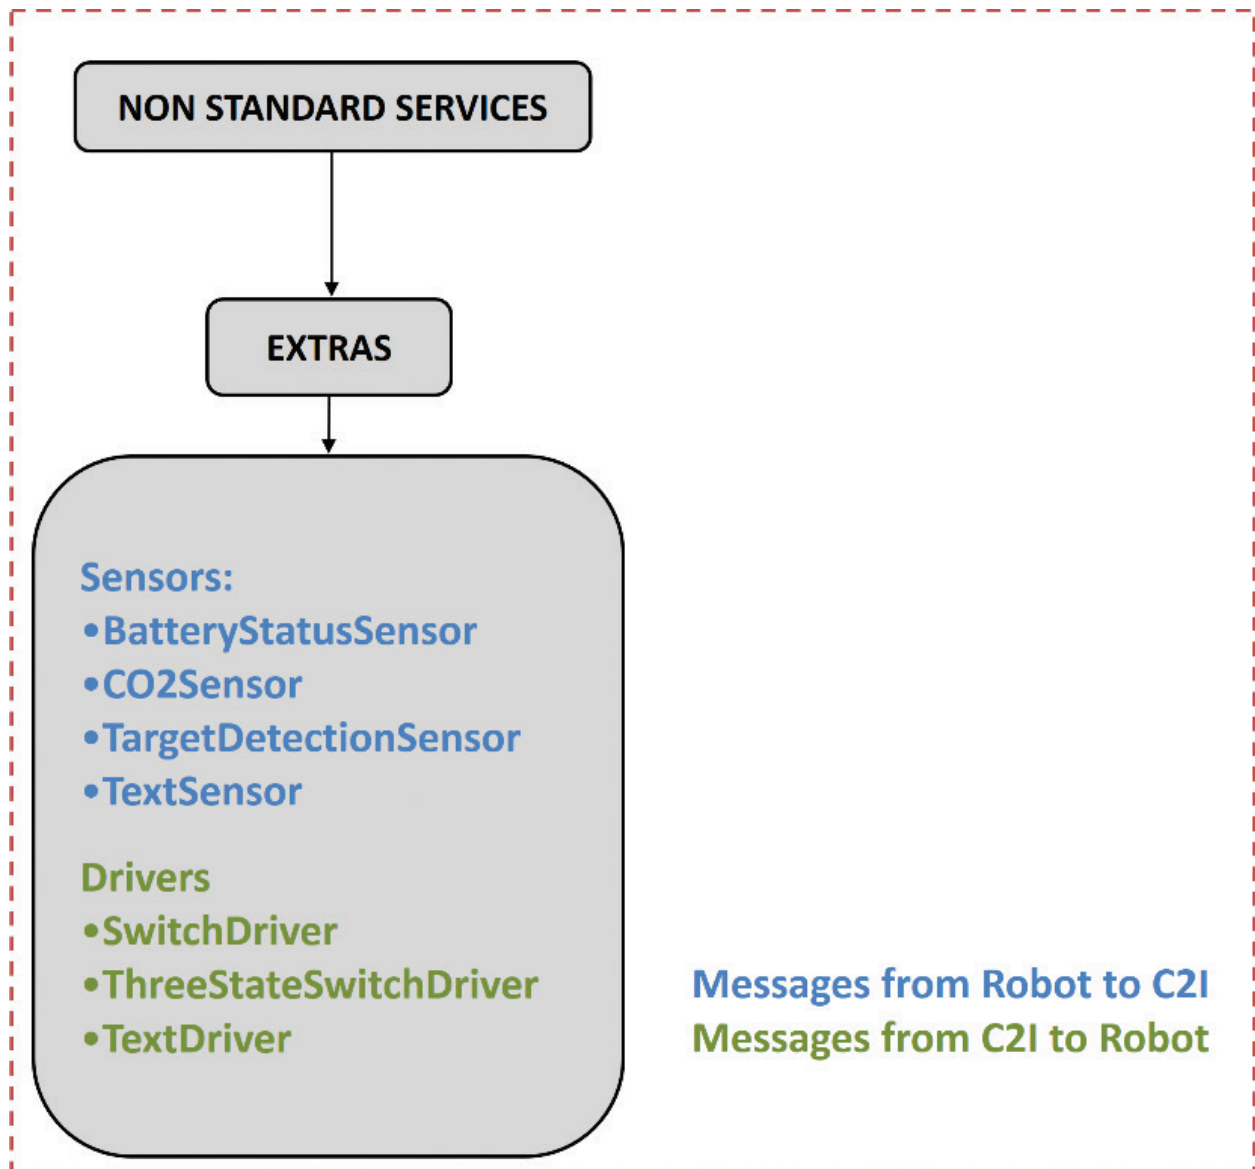 NON STANDARD SERVICES
EXTRAS
Sensors:
•BatteryStatusSensor
•CO2Sensor
•TargetDetectionSensor
•TextSensor
Drivers
•SwitchDriver
•ThreeStateSwitchDriver
•TextDriver
Messages from Robot to C2I
Messages from C2I to Robot